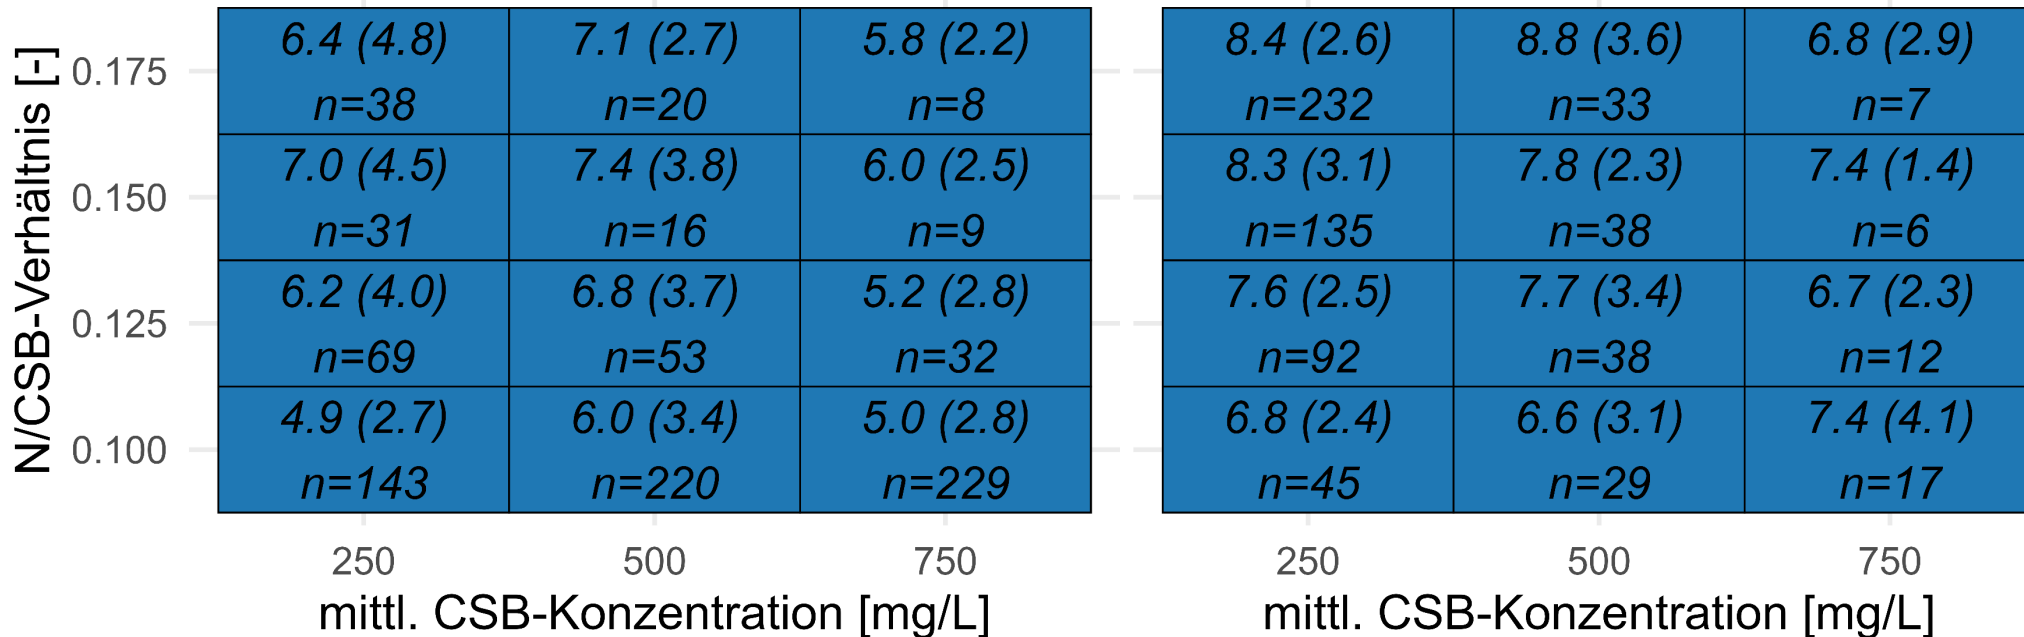 N/CSB-Verhältnis [-]
0.175
0.150
0.125
0.100
6.4 (4.8) 7.1 (2.7) 5.8 (2.2)
n=38 n=20 n=8
7.0 (4.5) 7.4 (3.8) 6.0 (2.5)
n=31 n=16 n=9
6.2 (4.0) 6.8 (3.7) 5.2 (2.8)
n=69 n=53 n=32
4.9 (2.7) 6.0 (3.4) 5.0 (2.8)
n=143 n=220 n=229
250 500 750
mittl. CSB-Konzentration [mg/L]
8.4 (2.6) 8.8 (3.6) 6.8 (2.9)
n=232 n=33 n=7
8.3 (3.1) 7.8 (2.3) 7.4 (1.4)
n=135 n=38 n=6
7.6 (2.5) 7.7 (3.4) 6.7 (2.3)
n=92 n=38 n=12
6.8 (2.4) 6.6 (3.1) 7.4 (4.1)
n=45 n=29 n=17
250 500 750
mittl. CSB-Konzentration [mg/L]